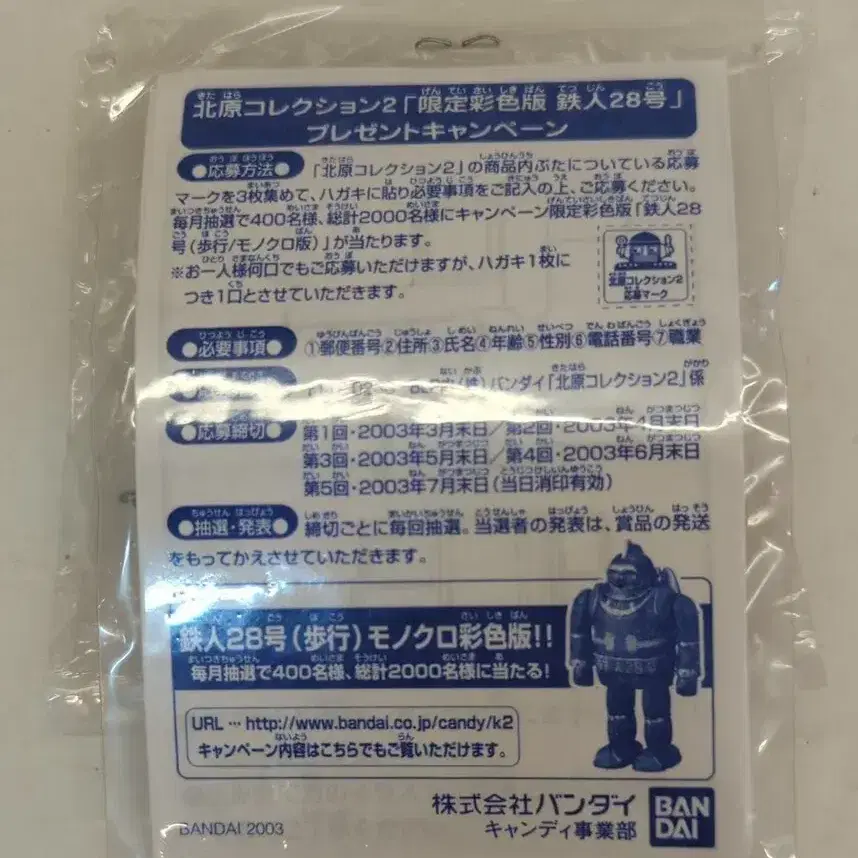 北原コレクション2「限定彩色版 鉄人28号」
プレゼントキャンペーン
●応募方法● 「北原コレクション2」の商品内ぶたについている応募
マークを3枚集めて、ハガキに貼り必要事項をご記入の上、ご応募ください。
毎月抽選で400名様、総計2000名様にキャンペーン限定彩色版「鉄人28
号(歩行/モノクロ版)」が当たります。
※お一人様何口でもご応募いただけますが、ハガキ1枚に
つき1口とさせていただきます。
北原コレクション2
応募マーク
●必要事項● ①郵便番号②住所③氏名④年齢⑤性別⑥電話番号⑦職業
バンダイ「北原コレクション2」係
●応募締切● 第1回・2003年3月末日/第2回・2003年4月末日
第3回・2003年5月末日/第4回・2003年6月末日
第5回・2003年7月末日(当日消印有効)
●抽選・発表● 締切ごとに毎回抽選。当選者の発表は、賞品の発送
をもってかえさせていただきます。
鉄人28号(歩行)モノクロ彩色版!!
毎月抽選で400名様、総計2000名様に当たる!
URL … http://www.bandai.co.jp/candy/k2
キャンペーン内容はこちらでもご覧いただけます。
株式会社バンダイ
キャンディ事業部
BAN
DAI
BANDAI 2003